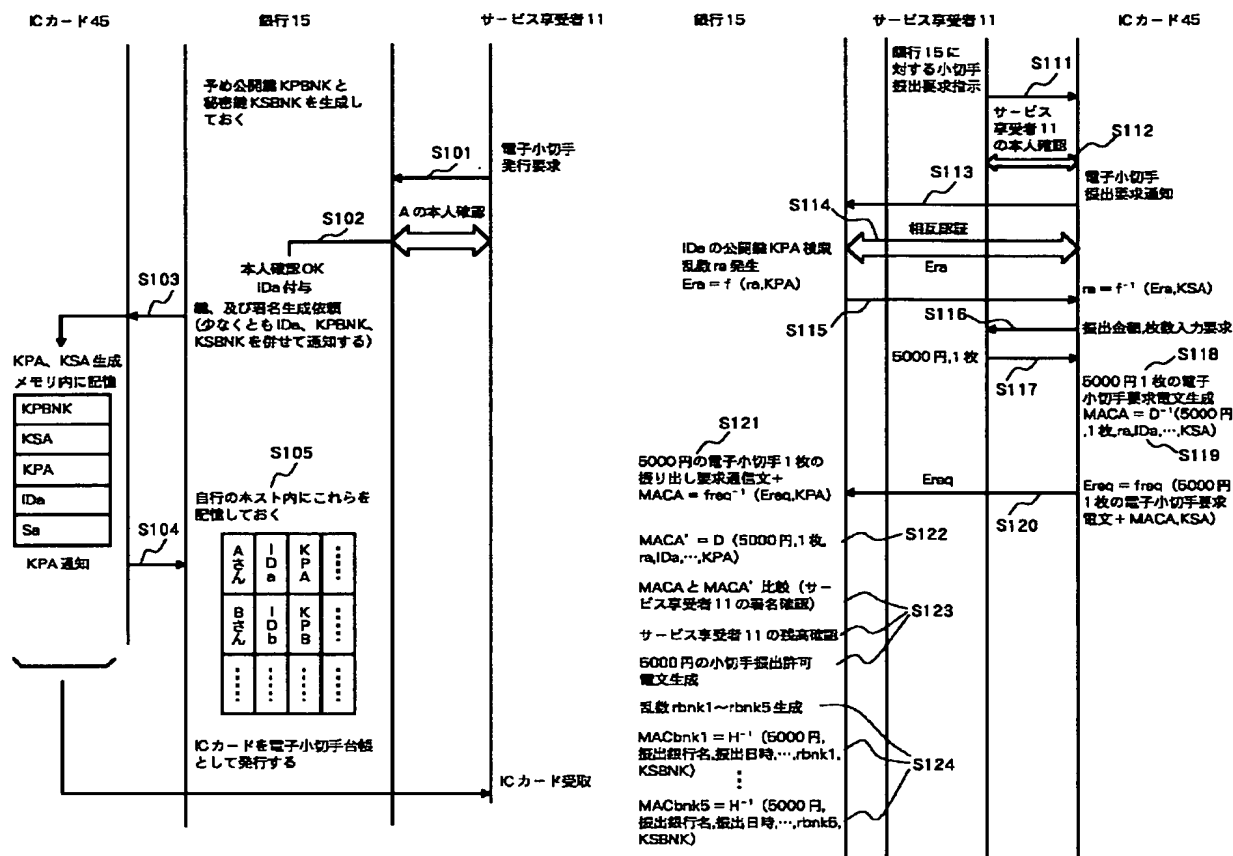 ICカード45
銀行15
サービス享受者11
予め公開鍵KPBNKと
秘密鍵KSBNKを生成し
ておく
S101
電子小切手
発行要求
S102
Aの本人確認
本人確認OK
IDa付与
S103
鍵、及び署名生成依頼
(少なくともIDa、KPBNK、
KSBNKを併せて通知する)
KPA、KSA生成
メモリ内に記憶
KPBNK
KSA
KPA
IDa
Sa
S104
KPA通知
S105
自行のホスト内にこれらを
記憶しておく
Aさん
IDa
KPA
……
Bさん
IDb
KPB
……
……
……
……
ICカードを電子小切手台帳
として発行する
ICカード受取
銀行15
サービス享受者11
ICカード45
銀行15に
対する小切手
振出要求指示
S111
サービス
享受者11
の本人確認
S112
S113
電子小切手
振出要求通知
S114
相互認証
IDaの公開鍵KPA検索
乱数ra発生
Era=f(ra,KPA)
Era
ra=f⁻¹(Era,KSA)
S115
S116
振出金額,枚数入力要求
5000円,1枚
S117
S118
5000円1枚の電子
小切手要求電文生成
MACA=D⁻¹(5000円
,1枚,ra,IDa,…,KSA)
S119
S121
5000円の電子小切手1枚の
振り出し要求通信文+
MACA=freq⁻¹(Ereq,KPA)
Ereq
Ereq=freq(5000円
1枚の電子小切手要求
電文+MACA,KSA)
S120
S122
MACA'=D(5000円,1枚,
ra,IDa,…,KPA)
MACAとMACA'比較(サー
ビス享受者11の署名確認)
S123
サービス享受者11の残高確認
5000円の小切手振出許可
電文生成
乱数rbnk1~rbnk5生成
MACbnk1=H⁻¹(5000円,
振出銀行名,振出日時,…,rbnk1,
KSBNK)
S124
⋮
MACbnk5=H⁻¹(5000円,
振出銀行名,振出日時,…,rbnk5,
KSBNK)